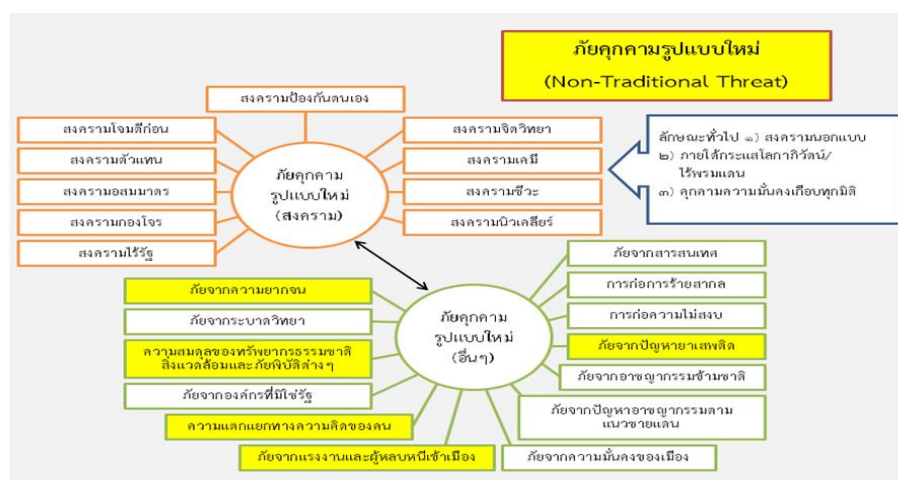 ภัยคุกคามรูปแบบใหม่
(Non-Traditional Threat)
สงครามป้องกันตนเอง
สงครามโจมตีก่อน
สงครามตัวแทน
สงครามอสมมาตร
สงครามกองโจร
สงครามไร้รัฐ
ภัยคุกคาม
รูปแบบใหม่
(สงคราม)
สงครามจิตวิทยา
สงครามเคมี
สงครามชีวะ
สงครามนิวเคลียร์
ลักษณะทั่วไป ๑) สงครามนอกแบบ
๒) ภายใต้กระแสโลกาภิวัตน์/
ไร้พรมแดน
๓) คุกคามความมั่นคงเกือบทุกมิติ
ภัยจากความยากจน
ภัยจากระบาดวิทยา
ความสมดุลของทรัพยากรธรรมชาติ
สิ่งแวดล้อมและภัยพิบัติต่างๆ
ภัยจากองค์กรที่มิใช่รัฐ
ความแตกแยกทางความคิดของคน
ภัยจากแรงงานและผู้หลบหนีเข้าเมือง
ภัยคุกคาม
รูปแบบใหม่
(อื่นๆ)
ภัยจากสารสนเทศ
การก่อการร้ายสากล
การก่อความไม่สงบ
ภัยจากปัญหายาเสพติด
ภัยจากอาชญากรรมข้ามชาติ
ภัยจากปัญหาอาชญากรรมตาม
แนวชายแดน
ภัยจากความมั่นคงของเมือง